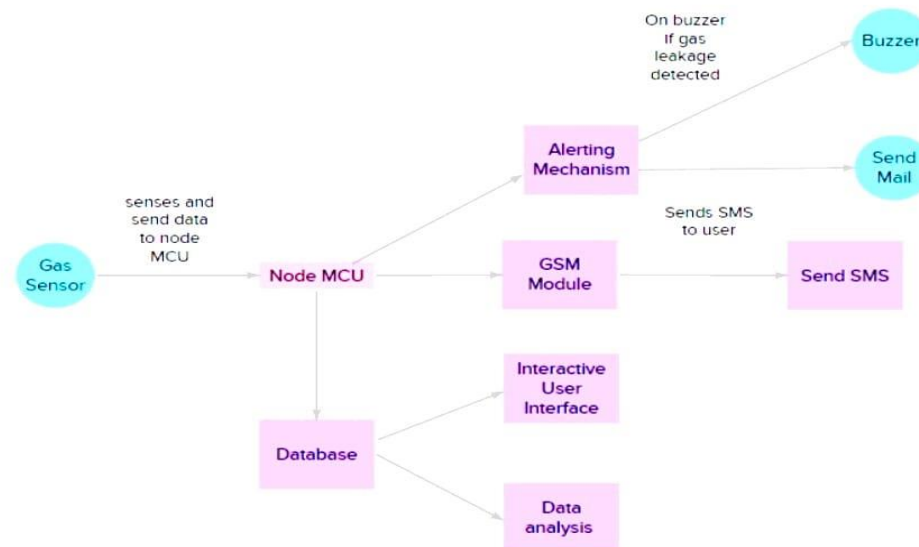 On buzzer
If gas
leakage
detected
Buzzer
Alerting
Mechanism
Send
Mail
senses and
send data
to node
MCU
Sends SMS
to user
Gas
Sensor
Node MCU
GSM
Module
Send SMS
Interactive
User
Interface
Database
Data
analysis